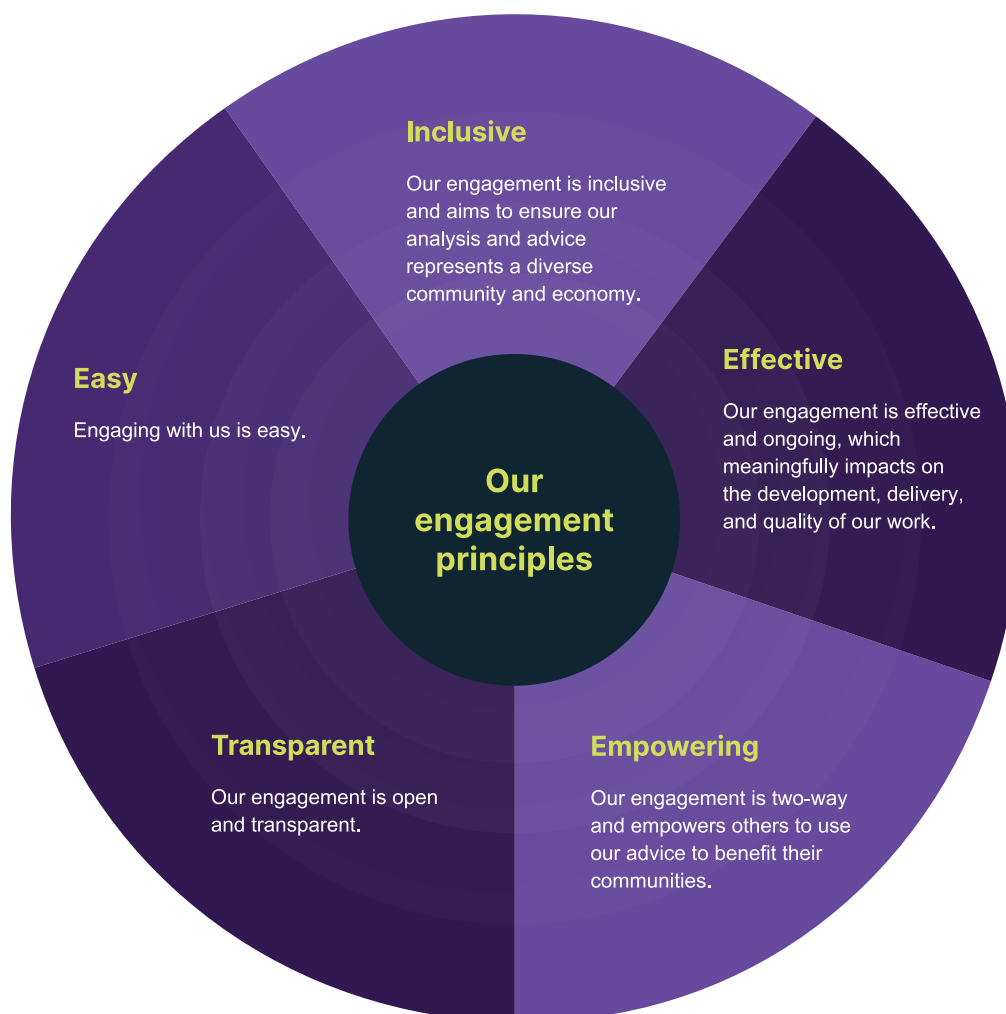 Inclusive
Our engagement is inclusive
and aims to ensure our
analysis and advice
represents a diverse
community and economy.
Effective
Our engagement is effective
and ongoing, which
meaningfully impacts on
the development, delivery,
and quality of our work.
Empowering
Our engagement is two-way
and empowers others to use
our advice to benefit their
communities.
Transparent
Our engagement is open
and transparent.
Easy
Engaging with us is easy.
Our
engagement
principles